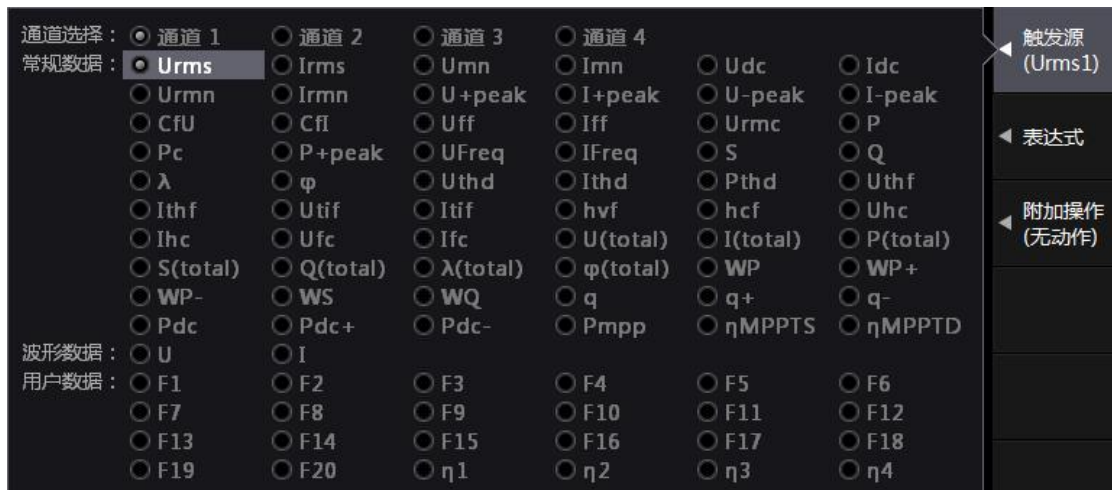 通道选择： 通道 1 通道 2 通道 3 通道 4
常规数据： Urms Irms Umn Imn Udc Idc
Urmn Irmn U+peak I+peak U-peak I-peak
CfU CfI Uff Iff Urmc P
Pc P+peak UFreq IFreq S Q
λ φ Uthd Ithd Pthd Uthf
Ithf Utif Itif hvf hcf Uhc
Ihc Ufc Ifc U(total) I(total) P(total)
S(total) Q(total) λ(total) φ(total) WP WP+
WP- WS WQ q q+ q-
Pdc Pdc+ Pdc- Pmpp ηMPPTS ηMPPTD
波形数据： U I
用户数据： F1 F2 F3 F4 F5 F6
F7 F8 F9 F10 F11 F12
F13 F14 F15 F16 F17 F18
F19 F20 η1 η2 η3 η4
触发源
(Urms1)
表达式
附加操作
(无动作)